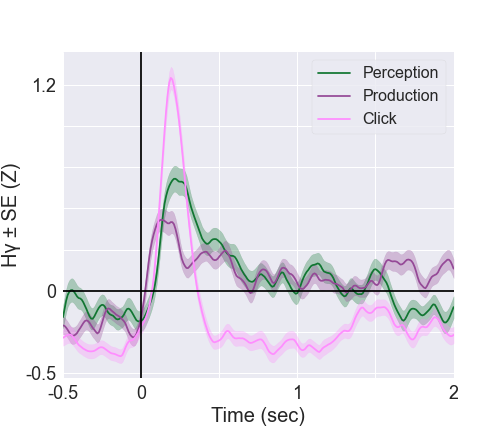 Hγ ± SE (Z)
1.2
0
-0.5
Perception
Production
Click
-0.5
0
1
2
Time (sec)